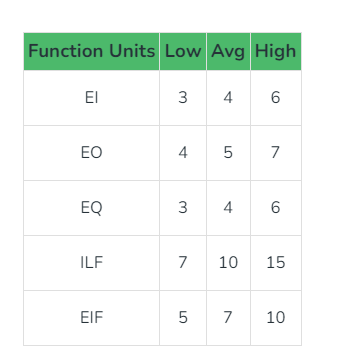 Function Units Low Avg High
EI 3 4 6
EO 4 5 7
EQ 3 4 6
ILF 7 10 15
EIF 5 7 10